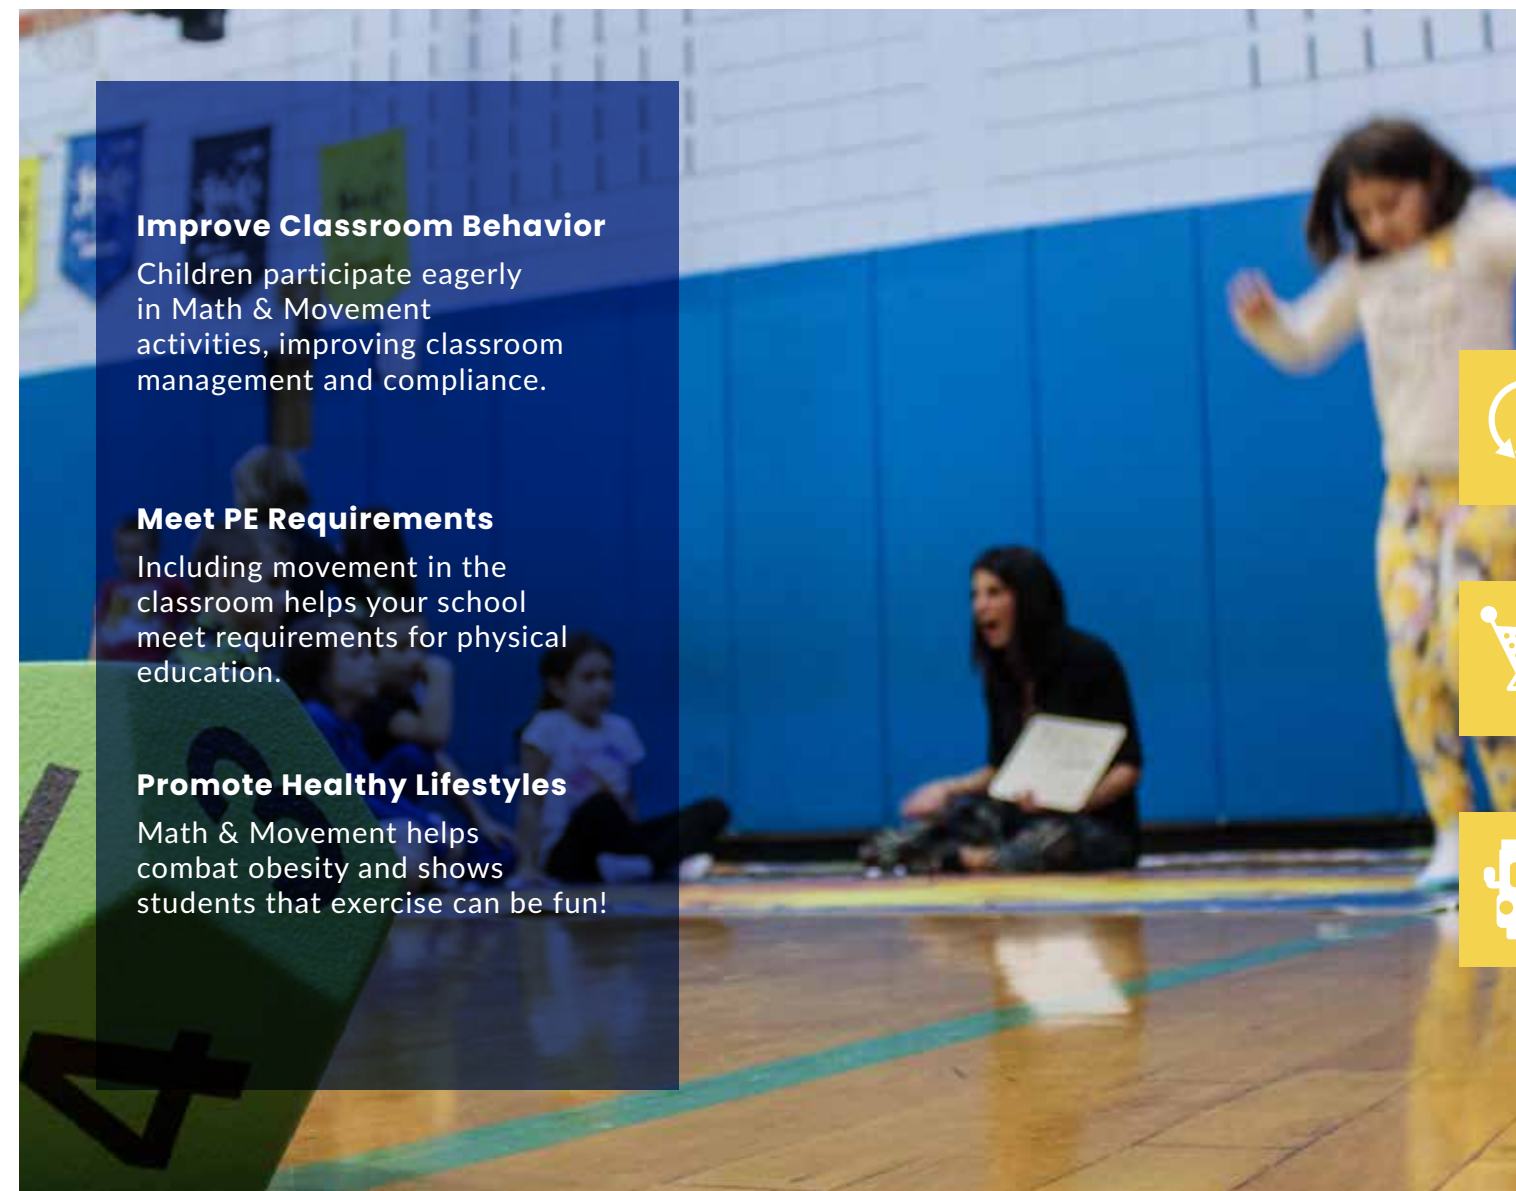 Improve Classroom Behavior
Children participate eagerly
in Math & Movement
activities, improving classroom
management and compliance.
Meet PE Requirements
Including movement in the
classroom helps your school
meet requirements for physical
education.
Promote Healthy Lifestyles
Math & Movement helps
combat obesity and shows
students that exercise can be fun!
3
4